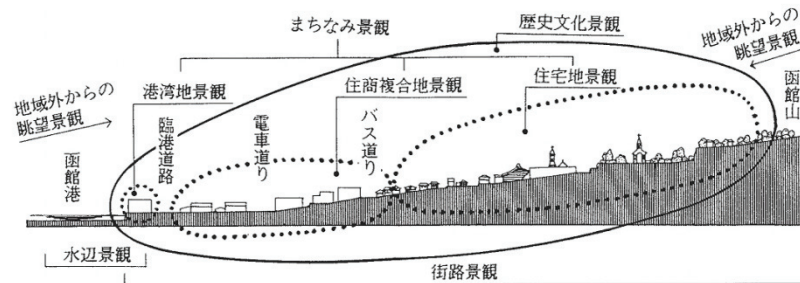 まちなみ景観
歴史文化景観
地域外からの
眺望景観
地域外からの
眺望景観
港湾地景観
住商複合地景観
住宅地景観
函館山
臨港道路
電車道り
バス道り
函館港
水辺景観
街路景観